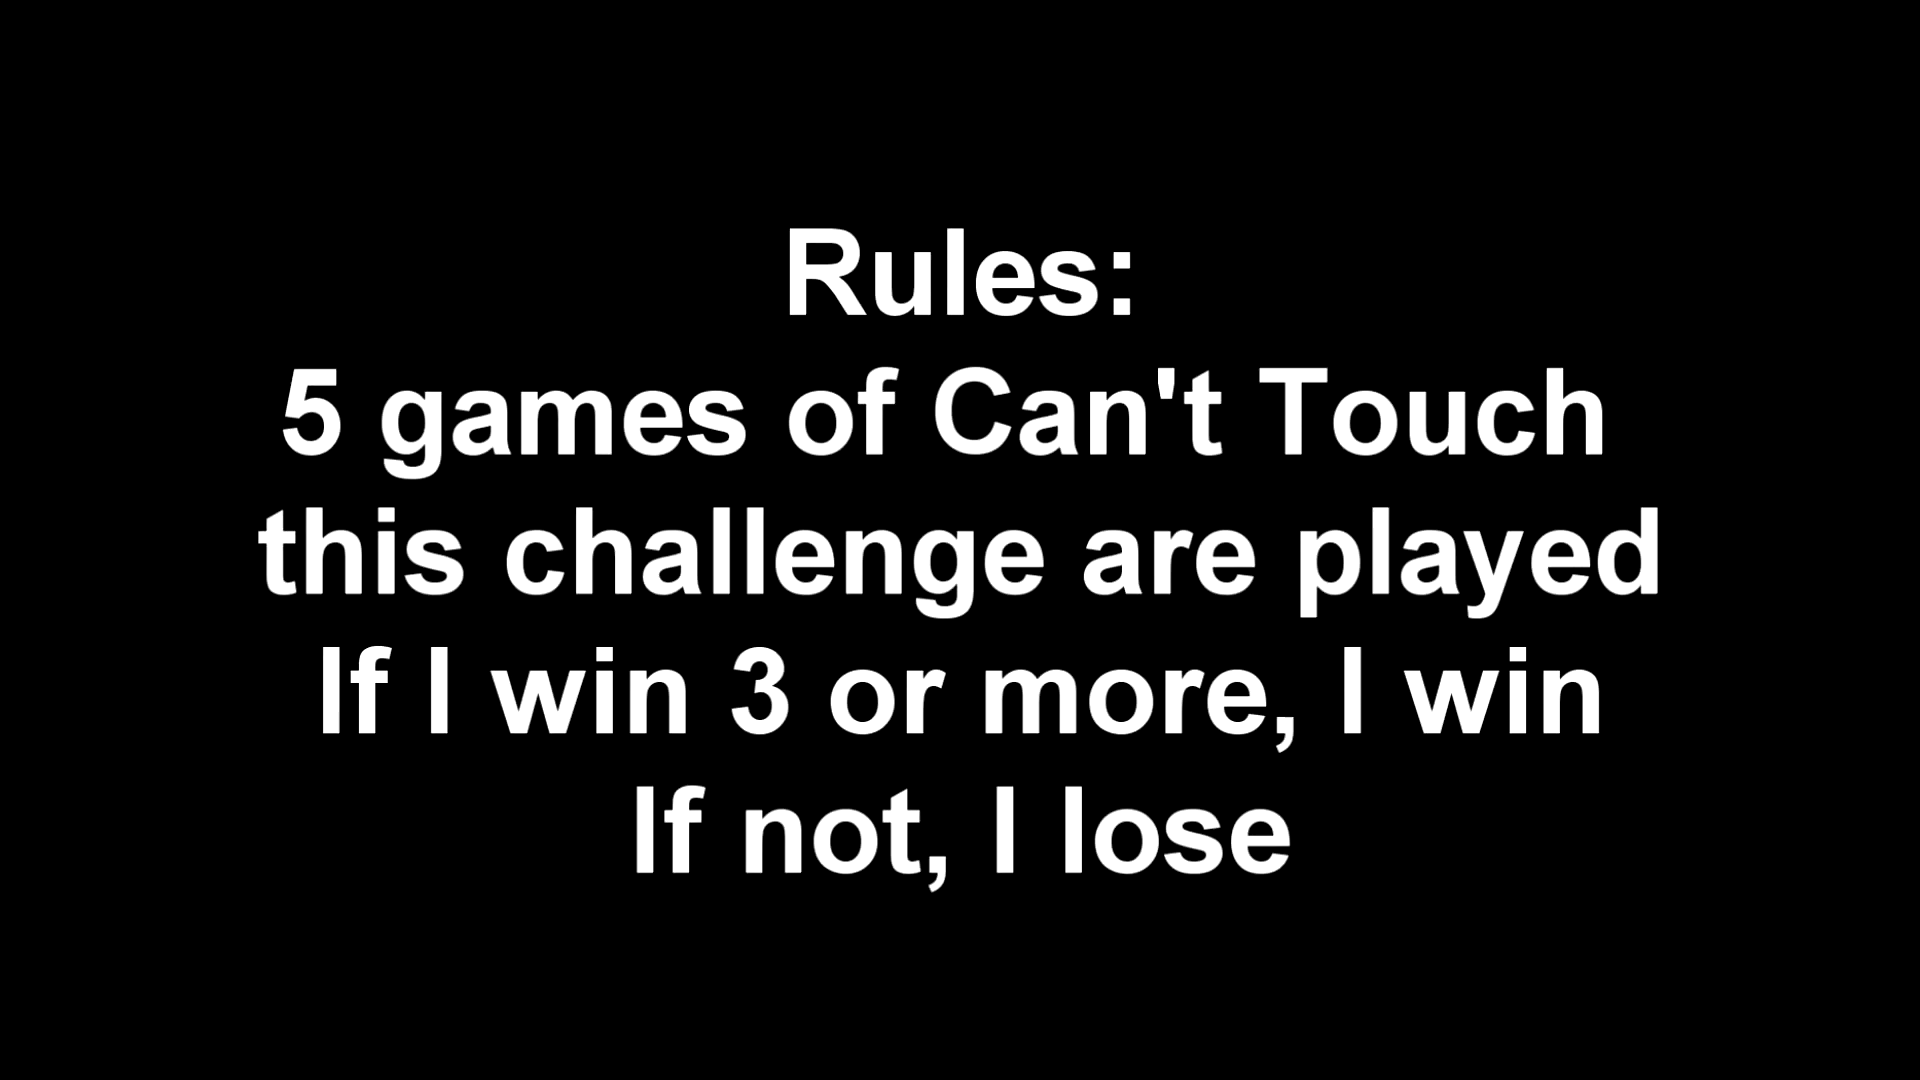 Rules:
5 games of Can't Touch
this challenge are played
If I win 3 or more, I win
If not, I lose